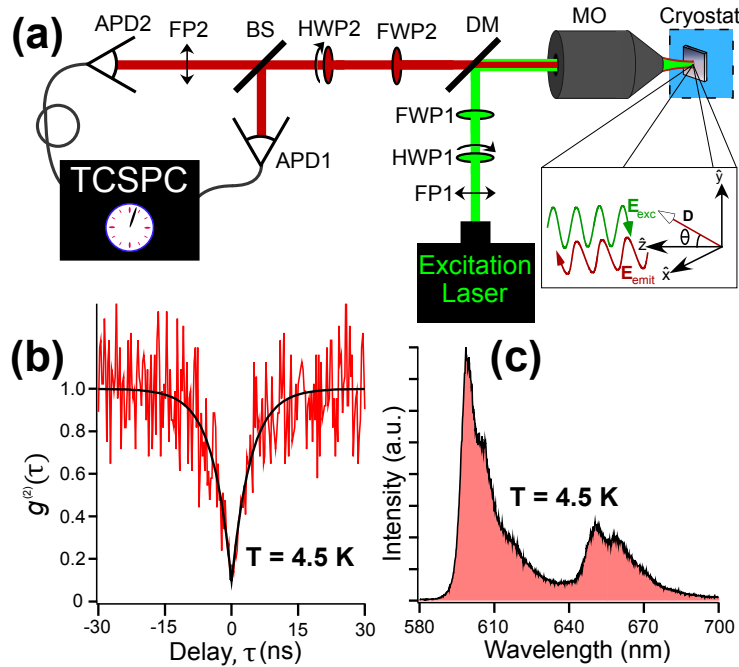 (a)
APD2
FP2
BS
HWP2
FWP2
DM
MO
Cryostat
FWP1
HWP1
FP1
APD1
TCSPC
Excitation
Laser
ŷ
E_exc
D
θ
ẑ
x̂
E_emit
(b)
g⁽²⁾(τ)
1.0
0.8
0.6
0.4
0.2
0
T = 4.5 K
-30
-15
0
15
30
Delay, τ (ns)
(c)
Intensity (a.u.)
T = 4.5 K
580
610
640
670
700
Wavelength (nm)